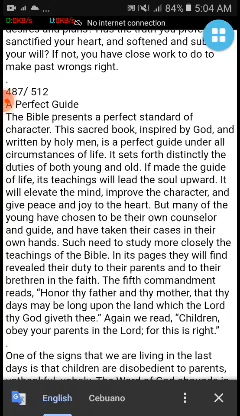 0: 0KB/s U: 0KB/s 84% 5:04 AM
No internet connection
desires and plans? Has the truth you profess
sanctified your heart, and softened and subdued
your will? If not, you have close work to do to
make past wrongs right.
.
487/ 512
A Perfect Guide
The Bible presents a perfect standard of
character. This sacred book, inspired by God, and
written by holy men, is a perfect guide under all
circumstances of life. It sets forth distinctly the
duties of both young and old. If made the guide
of life, its teachings will lead the soul upward. It
will elevate the mind, improve the character, and
give peace and joy to the heart. But many of the
young have chosen to be their own counselor
and guide, and have taken their cases in their
own hands. Such need to study more closely the
teachings of the Bible. In its pages they will find
revealed their duty to their parents and to their
brethren in the faith. The fifth commandment
reads, “Honor thy father and thy mother, that thy
days may be long upon the land which the Lord
thy God giveth thee.” Again we read, “Children,
obey your parents in the Lord; for this is right.”
.
One of the signs that we are living in the last
days is that children are disobedient to parents,
English Cebuano